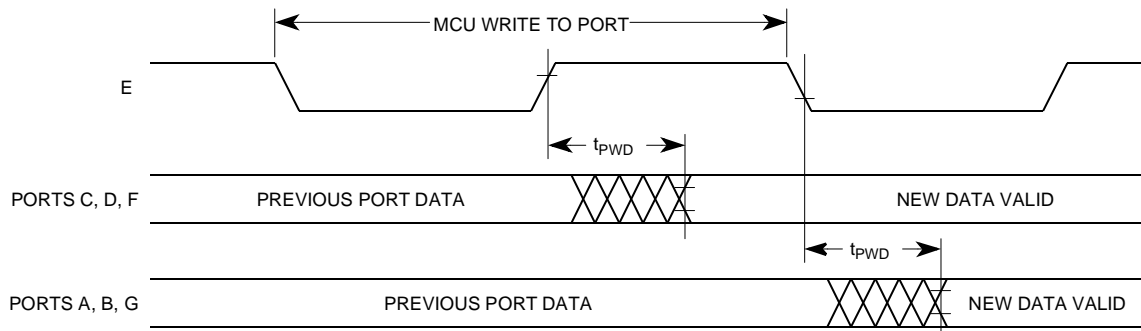 MCU WRITE TO PORT
E
tPWD
PORTS C, D, F
PREVIOUS PORT DATA
NEW DATA VALID
tPWD
PORTS A, B, G
PREVIOUS PORT DATA
NEW DATA VALID